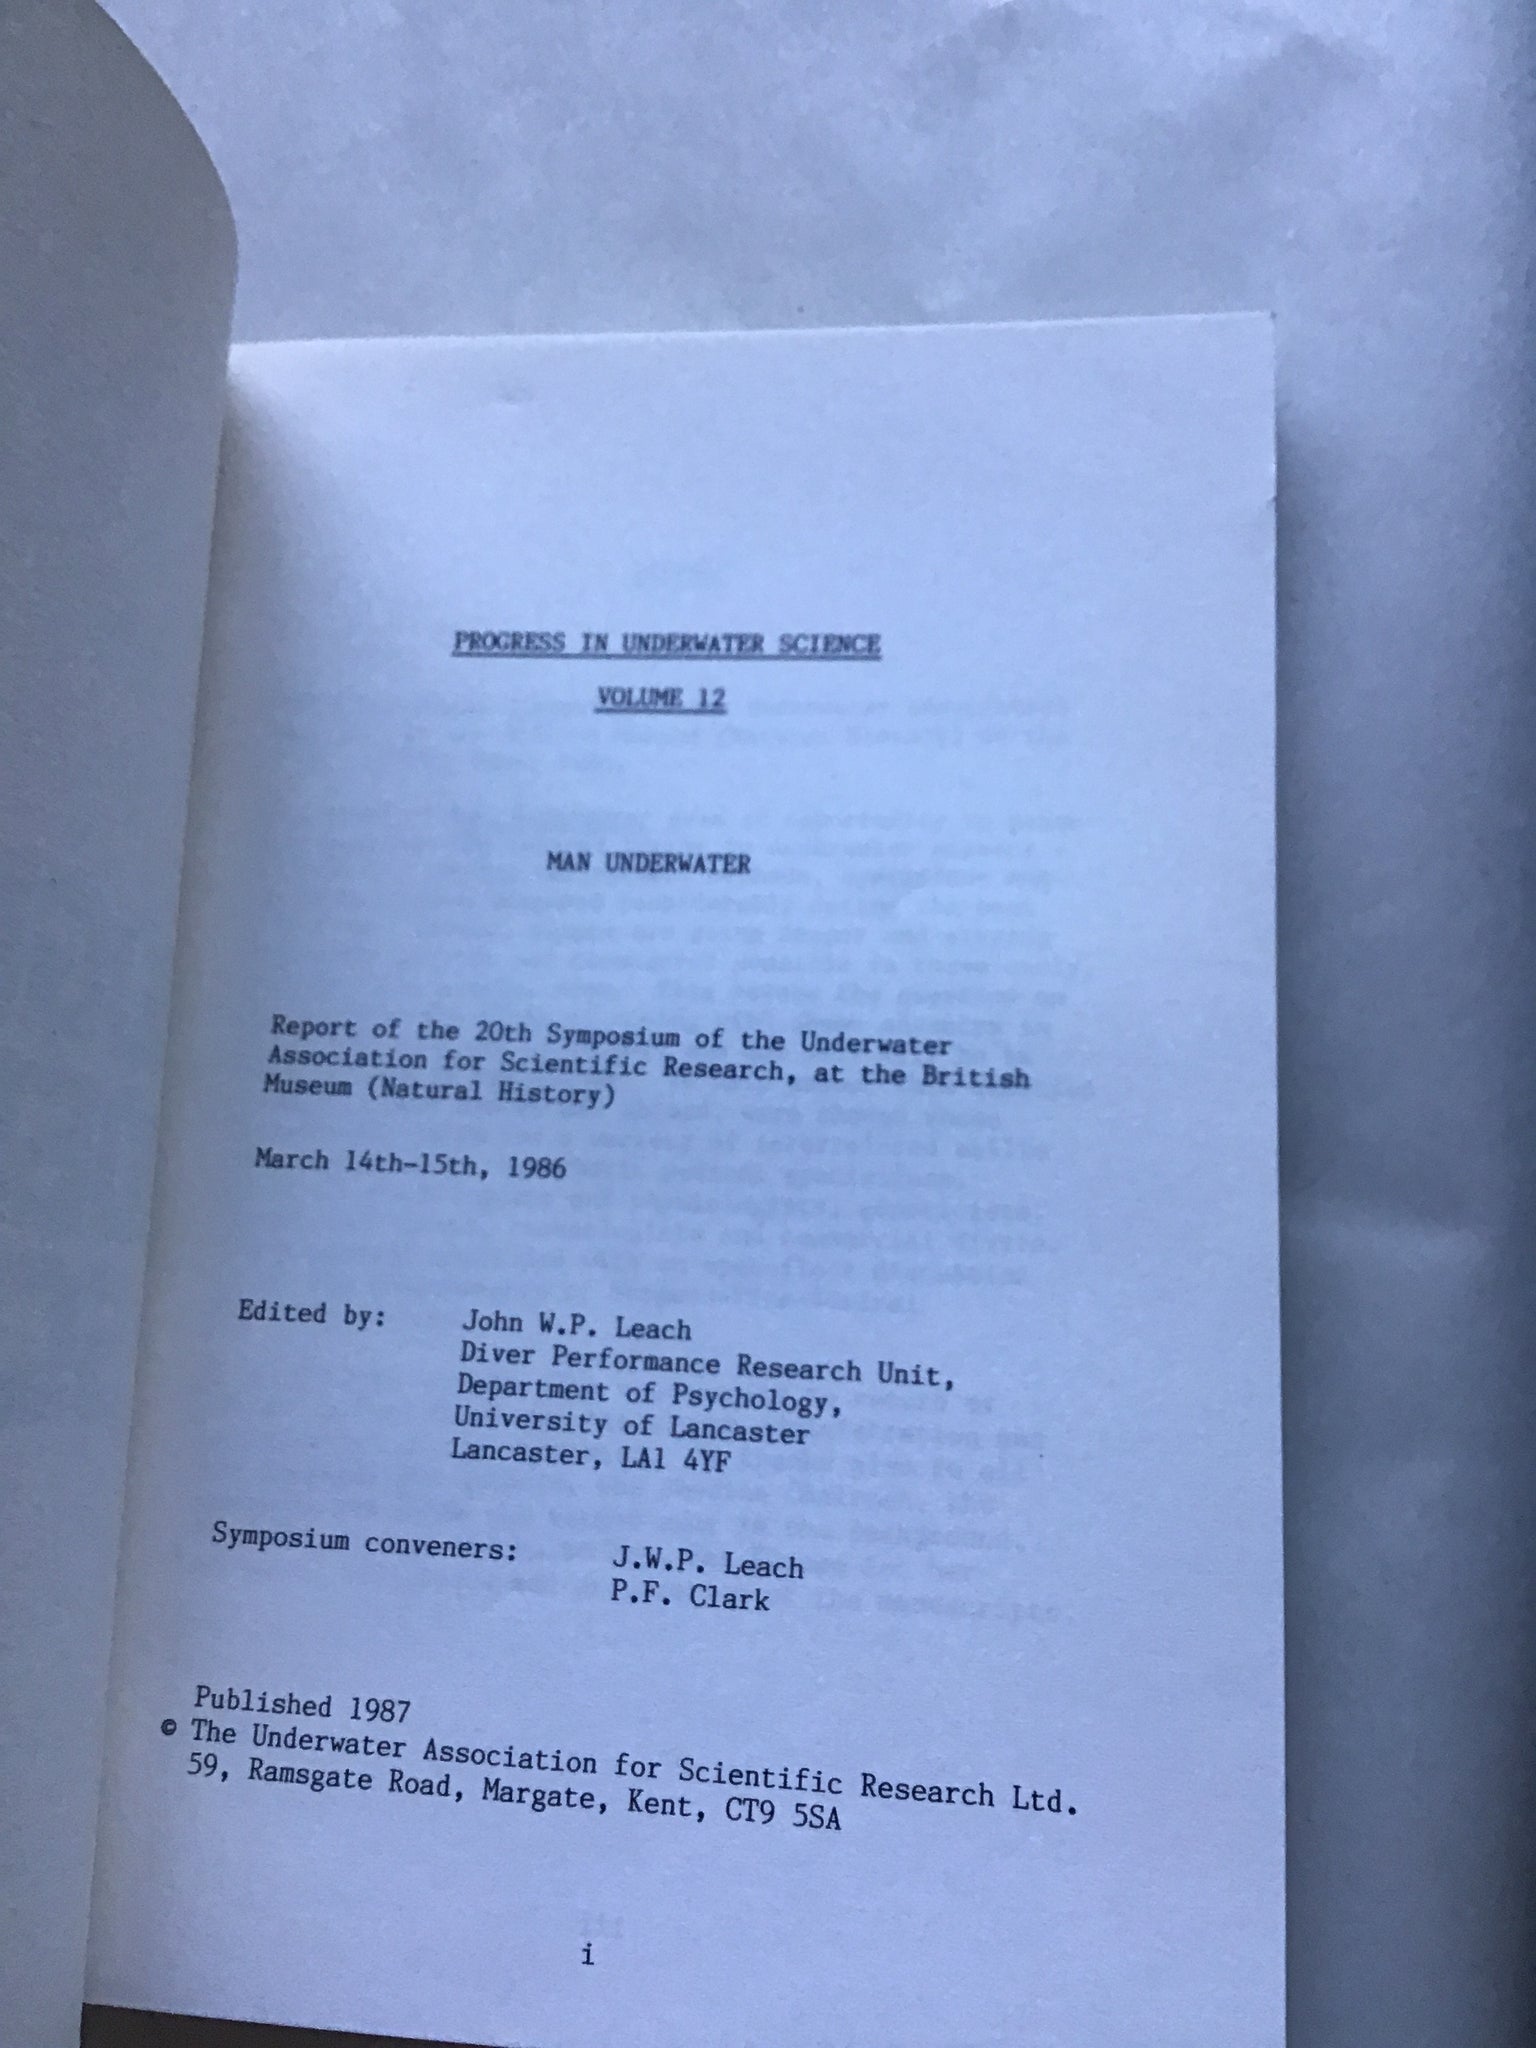 PROGRESS IN UNDERWATER SCIENCE
VOLUME 12
MAN UNDERWATER
Report of the 20th Symposium of the Underwater
Association for Scientific Research, at the British
Museum (Natural History)
March 14th-15th, 1986
Edited by: John W.P. Leach
Diver Performance Research Unit,
Department of Psychology,
University of Lancaster
Lancaster, LA1 4YF
Symposium conveners: J.W.P. Leach
P.F. Clark
Published 1987
© The Underwater Association for Scientific Research Ltd.
59, Ramsgate Road, Margate, Kent, CT9 5SA
i